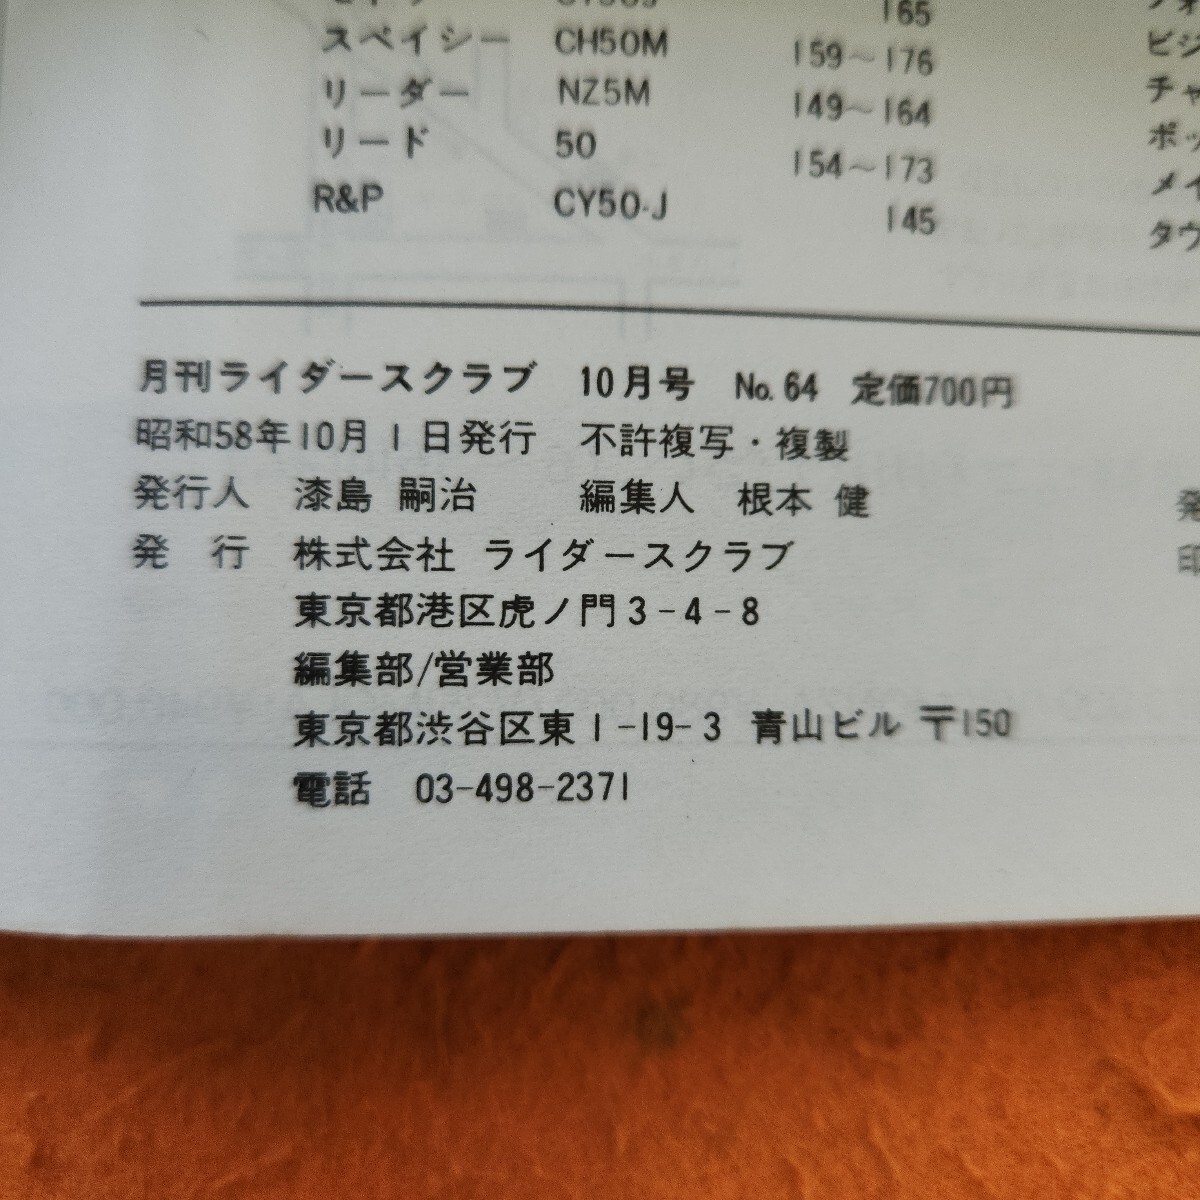 165
スペイシー CH50M 159〜176
リーダー NZ5M 149〜164
リード 50 154〜173
R&P CY50-J 145
月刊ライダースクラブ 10月号 No.64 定価700円
昭和58年10月1日発行 不許複写・複製
発行人 漆島 嗣治 編集人 根本 健
発 行 株式会社 ライダースクラブ
東京都港区虎ノ門3-4-8
編集部/営業部
東京都渋谷区東1-19-3 青山ビル 〒150
電話 03-498-2371